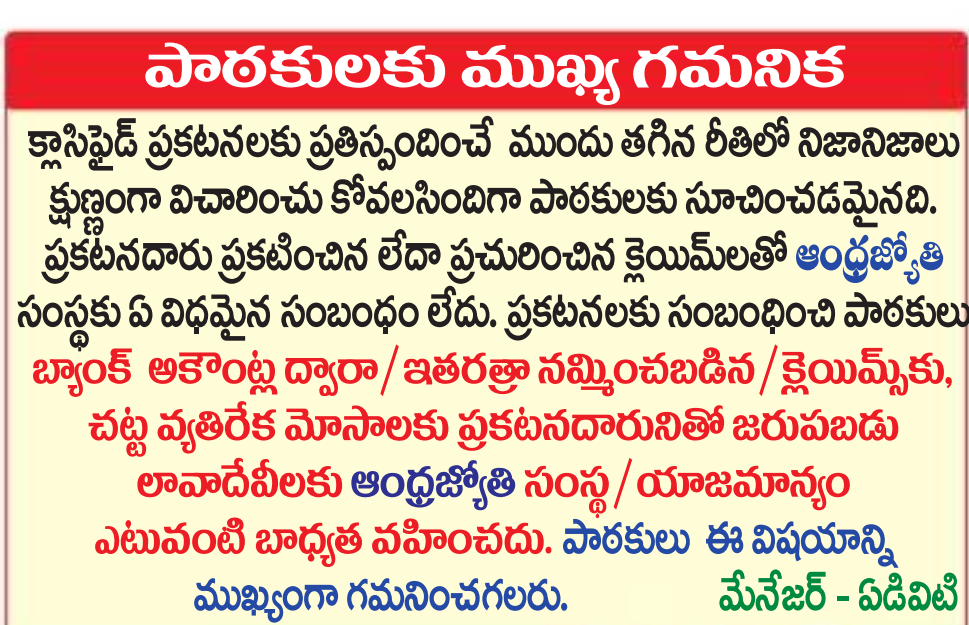 పాఠకులకు ముఖ్య గమనిక
క్లాసిఫైడ్ ప్రకటనలకు ప్రతిస్పందించే ముందు తగిన రీతిలో నిజానిజాలు
క్షుణ్ణంగా విచారించు కోవలసిందిగా పాఠకులకు సూచించడమైనది.
ప్రకటనదారు ప్రకటించిన లేదా ప్రచురించిన క్లెయిమ్‌లతో ఆంధ్రజ్యోతి
సంస్థకు ఏ విధమైన సంబంధం లేదు. ప్రకటనలకు సంబంధించి పాఠకులు
బ్యాంక్ అకౌంట్ల ద్వారా/ఇతరత్రా నమ్మించబడిన/క్లెయిమ్స్‌కు,
చట్ట వ్యతిరేక మోసాలకు ప్రకటనదారునితో జరుపబడు
లావాదేవీలకు ఆంధ్రజ్యోతి సంస్థ/యాజమాన్యం
ఎటువంటి బాధ్యత వహించదు. పాఠకులు ఈ విషయాన్ని
ముఖ్యంగా గమనించగలరు. మేనేజర్ - ఏడివిటి